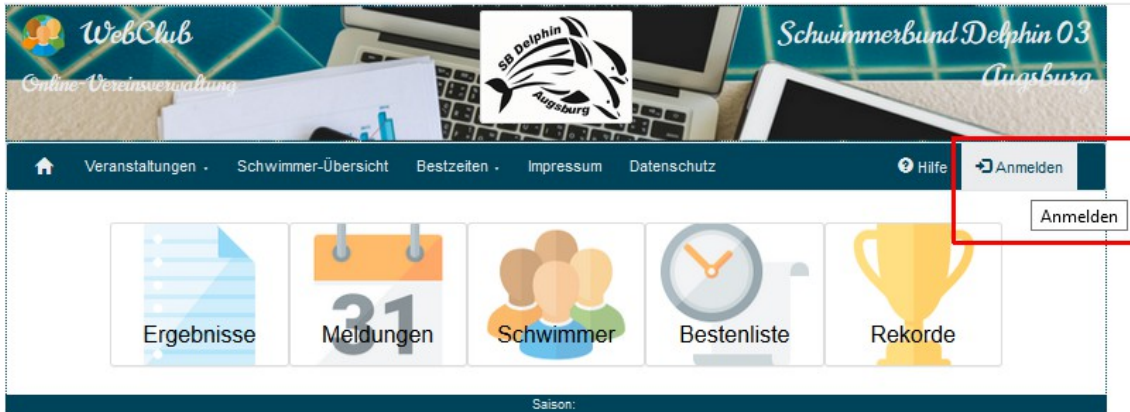 WebClub
Online-Vereinsverwaltung
SB Delphin
Augsburg
Schwimmerbund Delphin 03
Augsburg
Veranstaltungen
Schwimmer-Übersicht
Bestzeiten
Impressum
Datenschutz
Hilfe
Anmelden
Anmelden
Ergebnisse
31
Meldungen
Schwimmer
Bestenliste
Rekorde
Saison: